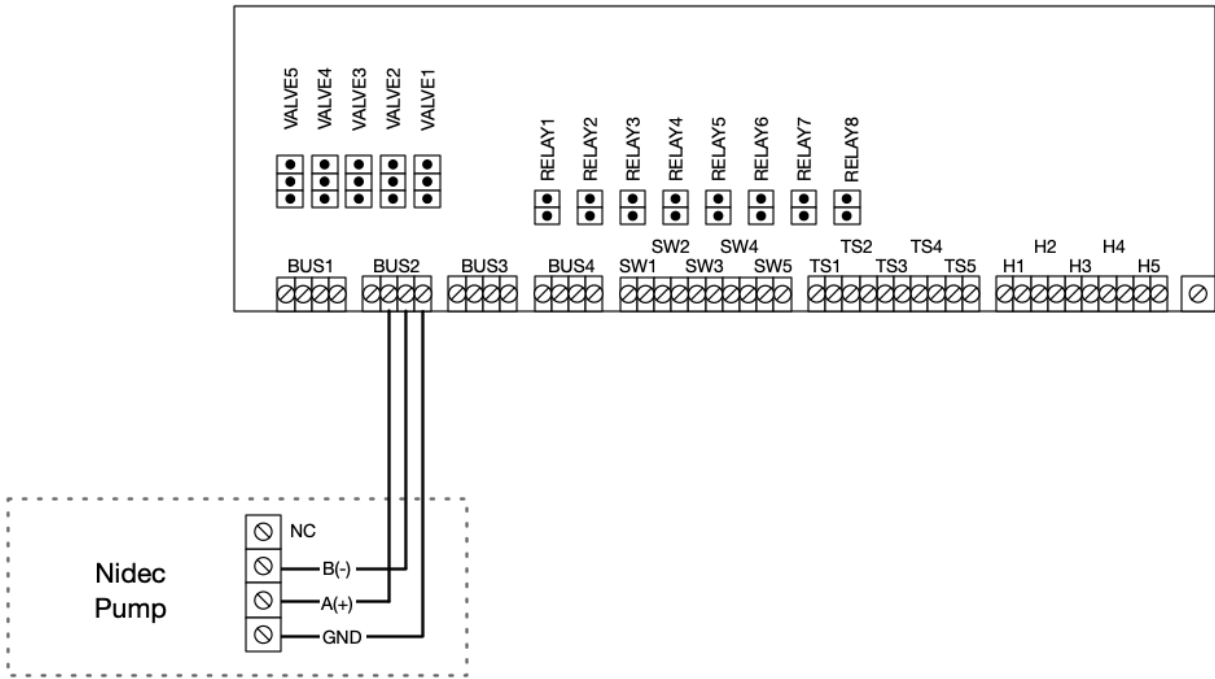 VALVE5
VALVE4
VALVE3
VALVE2
VALVE1
RELAY1
RELAY2
RELAY3
RELAY4
RELAY5
RELAY6
RELAY7
RELAY8
SW2 SW4 TS2 TS4 H2 H4
BUS1 BUS2 BUS3 BUS4 SW1 SW3 SW5 TS1 TS3 TS5 H1 H3 H5
NC
B(-)
A(+)
GND
Nidec
Pump